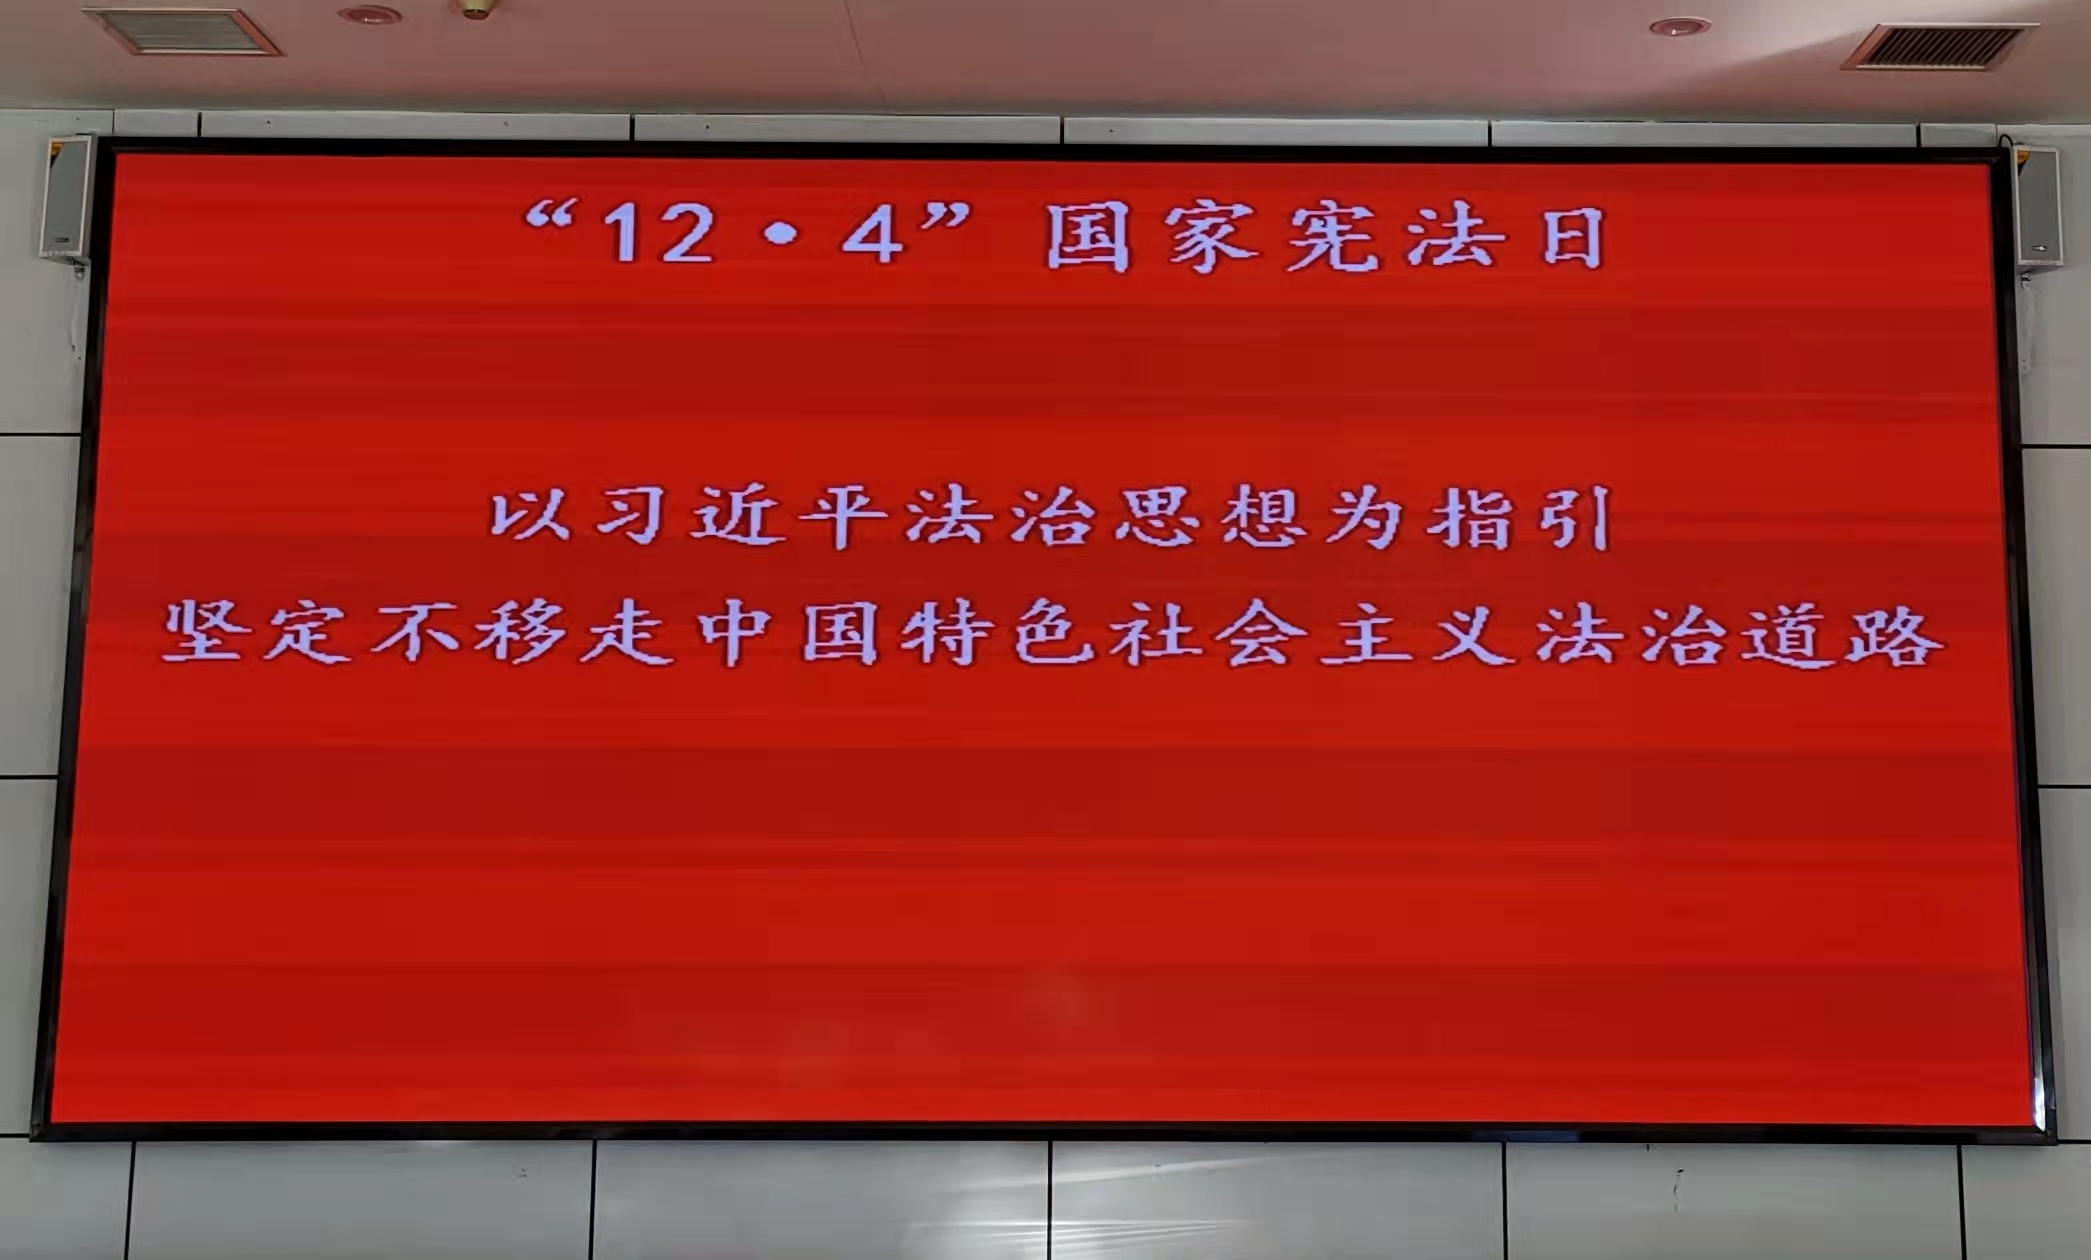 “12·4”国家宪法日
以习近平法治思想为指引
坚定不移走中国特色社会主义法治道路